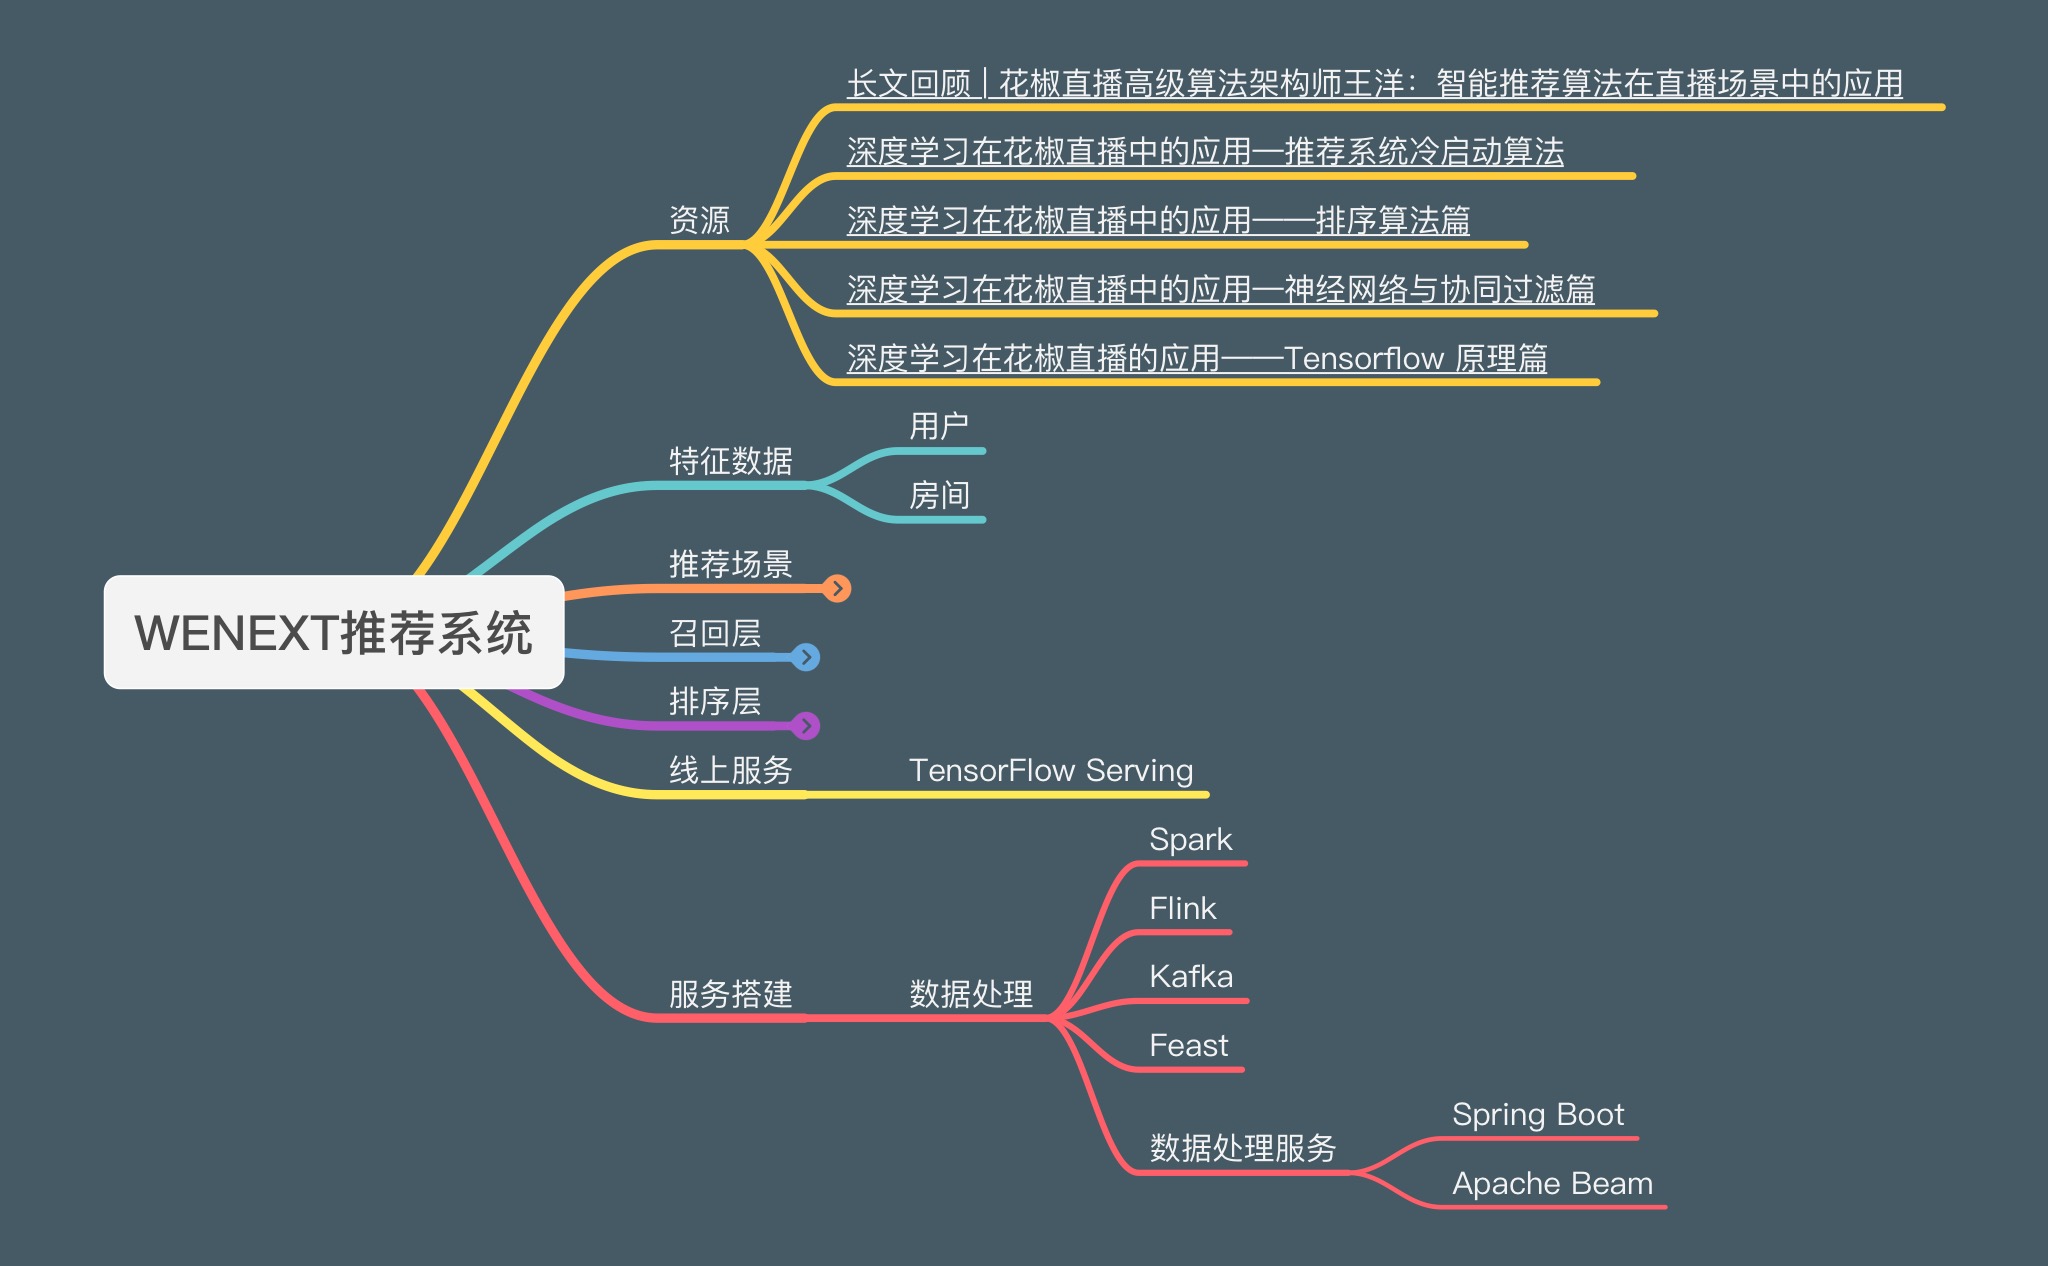 长文回顾 | 花椒直播高级算法架构师王洋：智能推荐算法在直播场景中的应用
深度学习在花椒直播中的应用—推荐系统冷启动算法
资源
深度学习在花椒直播中的应用——排序算法篇
深度学习在花椒直播中的应用—神经网络与协同过滤篇
深度学习在花椒直播的应用——Tensorflow 原理篇
用户
特征数据
房间
推荐场景
WENEXT推荐系统
召回层
排序层
线上服务
TensorFlow Serving
Spark
Flink
Kafka
服务搭建
数据处理
Feast
Spring Boot
数据处理服务
Apache Beam